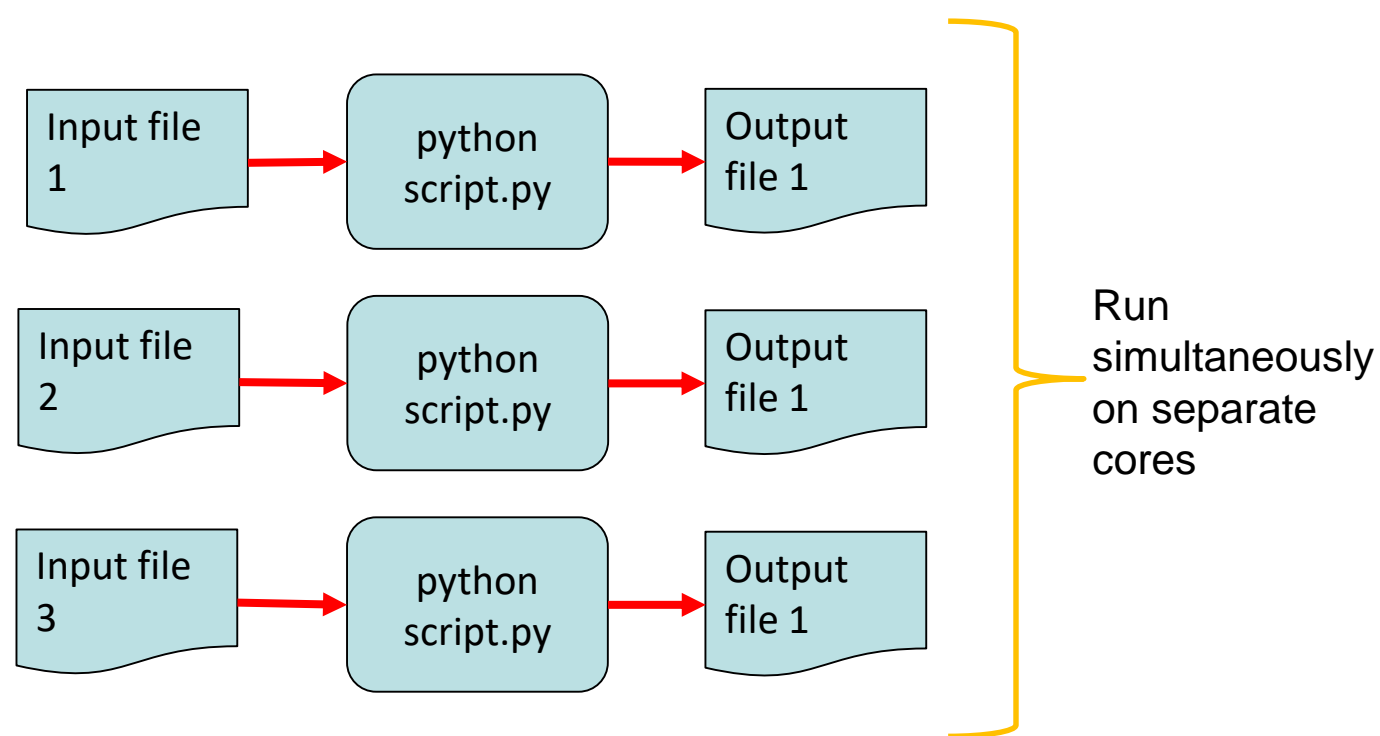 Input file
1
python
script.py
Output
file 1
Input file
2
python
script.py
Output
file 1
Input file
3
python
script.py
Output
file 1
Run
simultaneously
on separate
cores